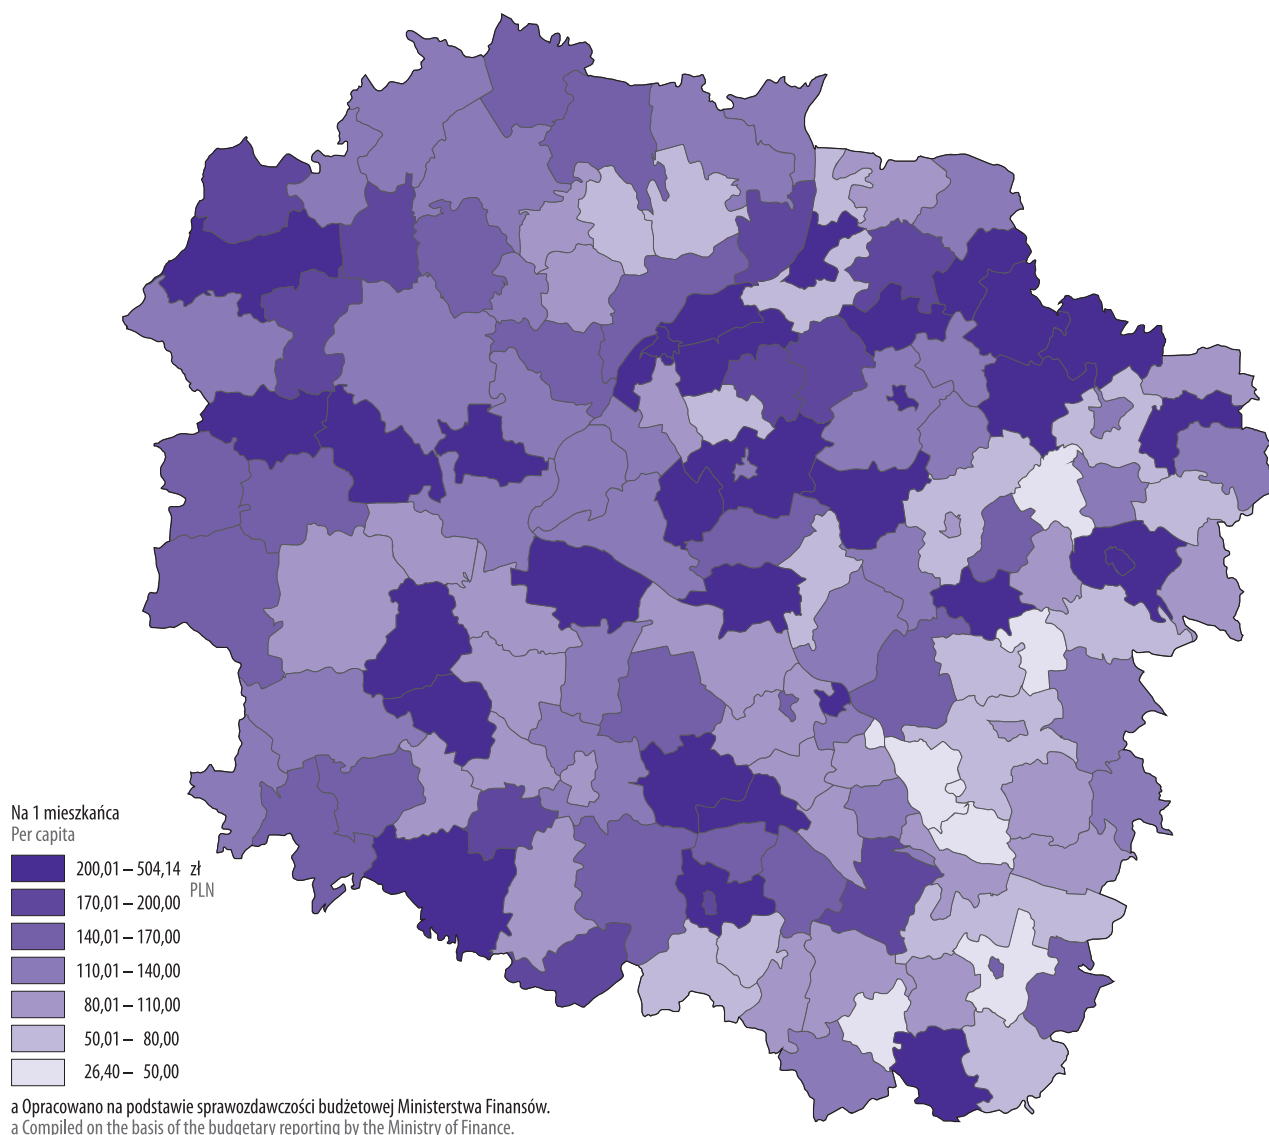 Na 1 mieszkańca
Per capita
200,01 – 504,14 zł
PLN
170,01 – 200,00
140,01 – 170,00
110,01 – 140,00
80,01 – 110,00
50,01 – 80,00
26,40 – 50,00
a Opracowano na podstawie sprawozdawczości budżetowej Ministerstwa Finansów.
a Compiled on the basis of the budgetary reporting by the Ministry of Finance.